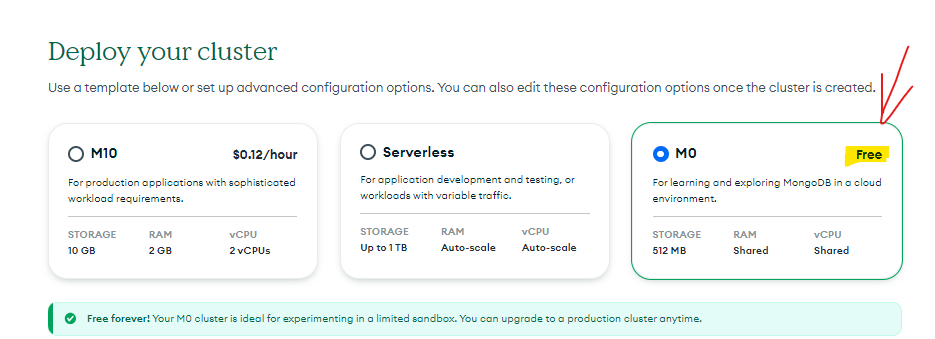 Deploy your cluster
Use a template below or set up advanced configuration options. You can also edit these configuration options once the cluster is created.
M10 $0.12/hour
For production applications with sophisticated
workload requirements.
STORAGE RAM vCPU
10 GB 2 GB 2 vCPUs
Serverless
For application development and testing, or
workloads with variable traffic.
STORAGE RAM vCPU
Up to 1 TB Auto-scale Auto-scale
M0 Free
For learning and exploring MongoDB in a cloud
environment.
STORAGE RAM vCPU
512 MB Shared Shared
Free forever! Your M0 cluster is ideal for experimenting in a limited sandbox. You can upgrade to a production cluster anytime.